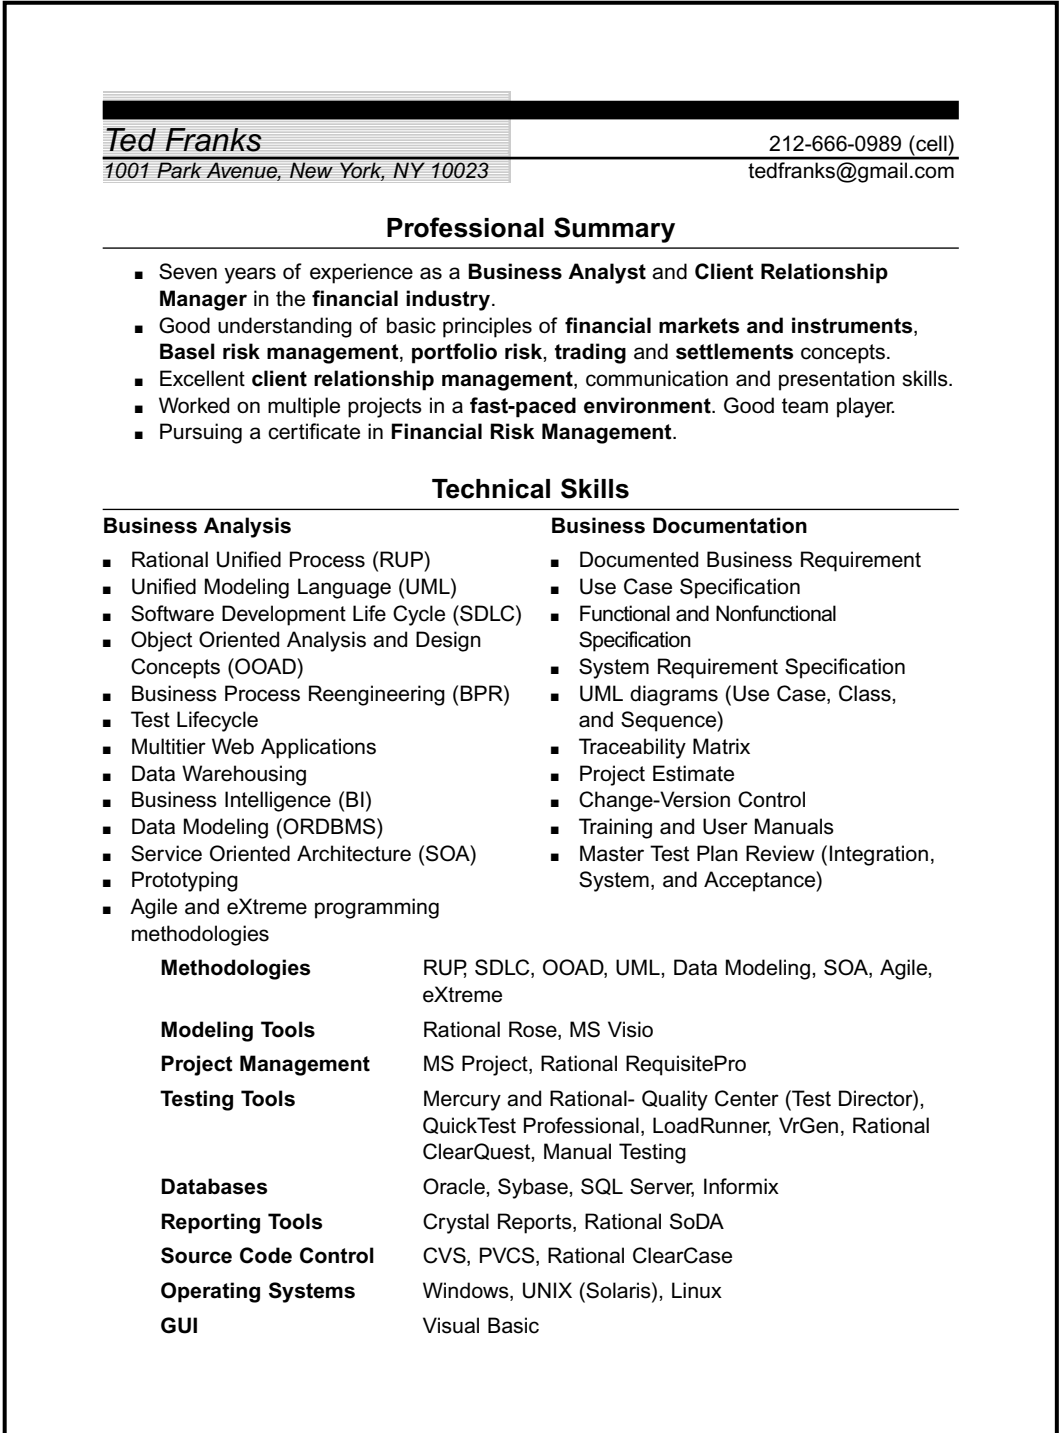 Ted Franks
212-666-0989 (cell)
1001 Park Avenue, New York, NY 10023
tedfranks@gmail.com
Professional Summary
■ Seven years of experience as a Business Analyst and Client Relationship
Manager in the financial industry.
■ Good understanding of basic principles of financial markets and instruments,
Basel risk management, portfolio risk, trading and settlements concepts.
■ Excellent client relationship management, communication and presentation skills.
■ Worked on multiple projects in a fast-paced environment. Good team player.
■ Pursuing a certificate in Financial Risk Management.
Technical Skills
Business Analysis
■ Rational Unified Process (RUP)
■ Unified Modeling Language (UML)
■ Software Development Life Cycle (SDLC)
■ Object Oriented Analysis and Design
Concepts (OOAD)
■ Business Process Reengineering (BPR)
■ Test Lifecycle
■ Multitier Web Applications
■ Data Warehousing
■ Business Intelligence (BI)
■ Data Modeling (ORDBMS)
■ Service Oriented Architecture (SOA)
■ Prototyping
■ Agile and eXtreme programming
methodologies
Business Documentation
■ Documented Business Requirement
■ Use Case Specification
■ Functional and Nonfunctional
Specification
■ System Requirement Specification
■ UML diagrams (Use Case, Class,
and Sequence)
■ Traceability Matrix
■ Project Estimate
■ Change-Version Control
■ Training and User Manuals
■ Master Test Plan Review (Integration,
System, and Acceptance)
Methodologies RUP, SDLC, OOAD, UML, Data Modeling, SOA, Agile,
eXtreme
Modeling Tools Rational Rose, MS Visio
Project Management MS Project, Rational RequisitePro
Testing Tools Mercury and Rational- Quality Center (Test Director),
QuickTest Professional, LoadRunner, VrGen, Rational
ClearQuest, Manual Testing
Databases Oracle, Sybase, SQL Server, Informix
Reporting Tools Crystal Reports, Rational SoDA
Source Code Control CVS, PVCS, Rational ClearCase
Operating Systems Windows, UNIX (Solaris), Linux
GUI Visual Basic